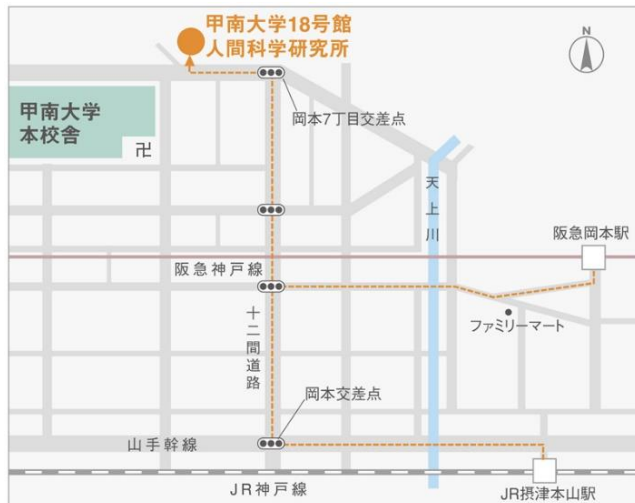 甲南大学18号館
人間科学研究所
N
岡本7丁目交差点
甲南大学
本校舎
卍
天上川
阪急岡本駅
阪急神戸線
ファミリーマート
十二間道路
岡本交差点
山手幹線
JR神戸線
JR摂津本山駅